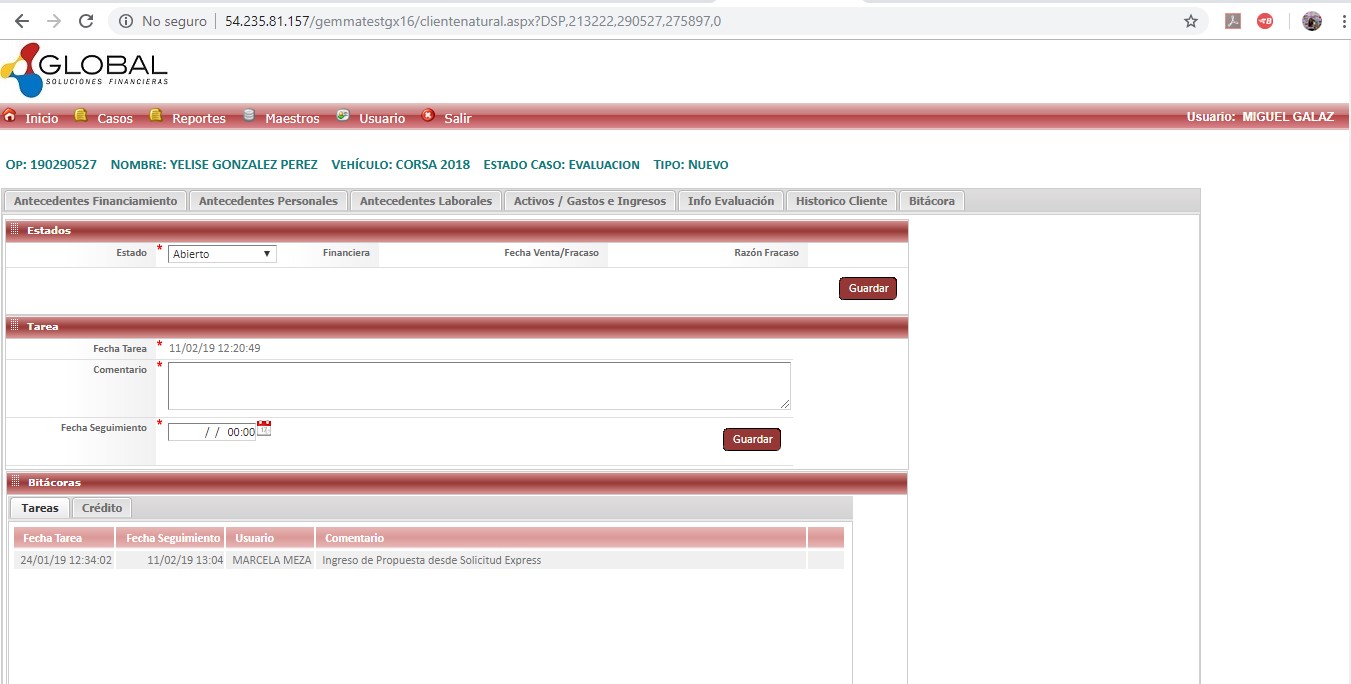 No seguro | 54.235.81.157/gemmatestgx16/clientenatural.aspx?DSP,213222,290527,275897,0
GLOBAL
SOLUCIONES FINANCIERAS
Inicio Casos Reportes Maestros Usuario Salir Usuario: MIGUEL GALAZ
OP: 190290527 NOMBRE: YELISE GONZALEZ PEREZ VEHÍCULO: CORSA 2018 ESTADO CASO: EVALUACION TIPO: NUEVO
Antecedentes Financiamiento Antecedentes Personales Antecedentes Laborales Activos / Gastos e Ingresos Info Evaluación Historico Cliente Bitácora
Estados
Estado * Abierto Financiera Fecha Venta/Fracaso Razón Fracaso
Guardar
Tarea
Fecha Tarea * 11/02/19 12:20:49
Comentario *
Fecha Seguimiento * / / 00:00
Guardar
Bitácoras
Tareas Crédito
Fecha Tarea Fecha Seguimiento Usuario Comentario
24/01/19 12:34:02 11/02/19 13:04 MARCELA MEZA Ingreso de Propuesta desde Solicitud Express